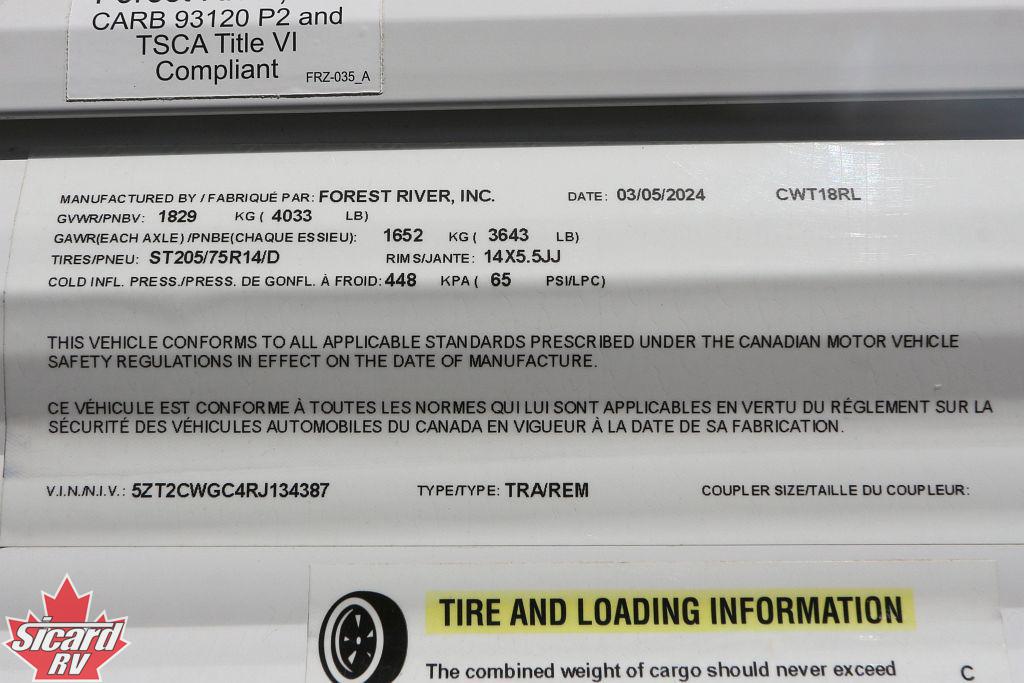 CARB 93120 P2 and
TSCA Title VI
Compliant FRZ-035_A
MANUFACTURED BY / FABRIQUÉ PAR: FOREST RIVER, INC. DATE: 03/05/2024 CWT18RL
GVWR/PNBV: 1829 KG ( 4033 LB)
GAWR(EACH AXLE) /PNBE(CHAQUE ESSIEU): 1652 KG ( 3643 LB)
TIRES/PNEU: ST205/75R14/D RIMS/JANTE: 14X5.5JJ
COLD INFL. PRESS./PRESS. DE GONFL. À FROID: 448 KPA ( 65 PSI/LPC)
THIS VEHICLE CONFORMS TO ALL APPLICABLE STANDARDS PRESCRIBED UNDER THE CANADIAN MOTOR VEHICLE
SAFETY REGULATIONS IN EFFECT ON THE DATE OF MANUFACTURE.
CE VÉHICULE EST CONFORME À TOUTES LES NORMES QUI LUI SONT APPLICABLES EN VERTU DU RÉGLEMENT SUR LA
SÉCURITÉ DES VÉHICULES AUTOMOBILES DU CANADA EN VIGUEUR À LA DATE DE SA FABRICATION.
V.I.N./N.I.V.: 5ZT2CWGC4RJ134387 TYPE/TYPE: TRA/REM COUPLER SIZE/TAILLE DU COUPLEUR:
TIRE AND LOADING INFORMATION
The combined weight of cargo should never exceed C
Sicard
RV